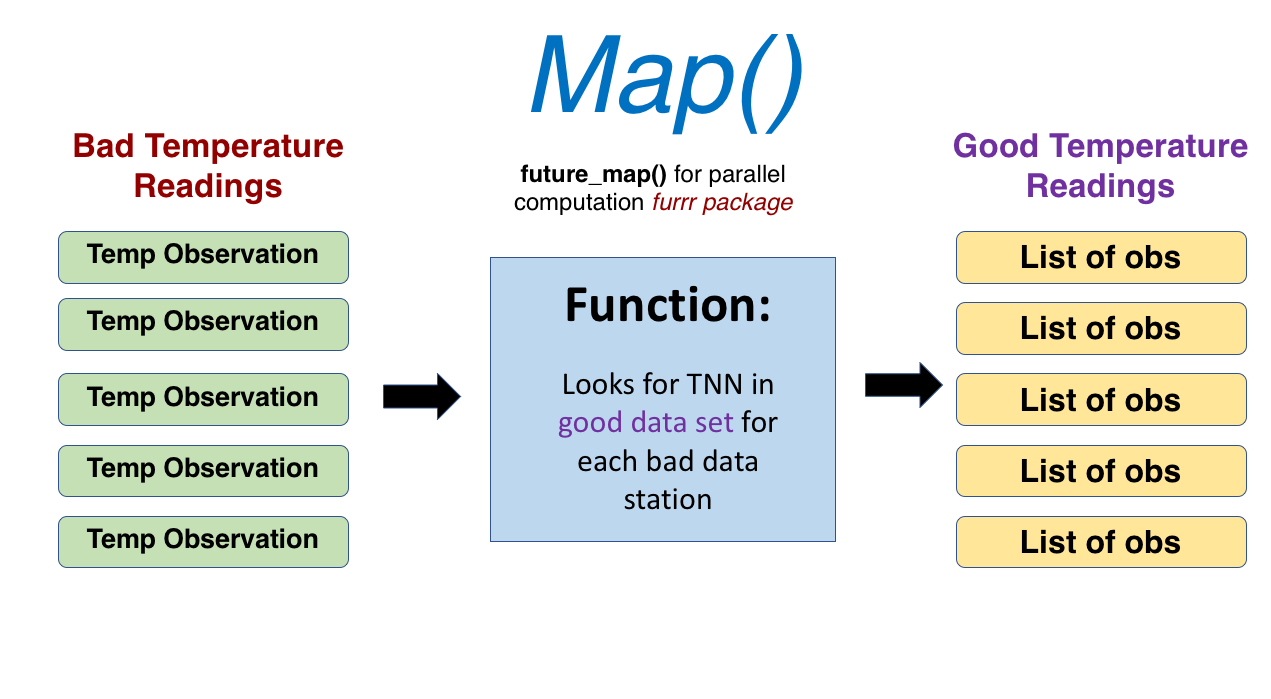 Map()
Bad Temperature
Readings
future_map() for parallel
computation furrr package
Good Temperature
Readings
Temp Observation
Temp Observation
Temp Observation
Temp Observation
Temp Observation
Function:
Looks for TNN in
good data set for
each bad data
station
List of obs
List of obs
List of obs
List of obs
List of obs